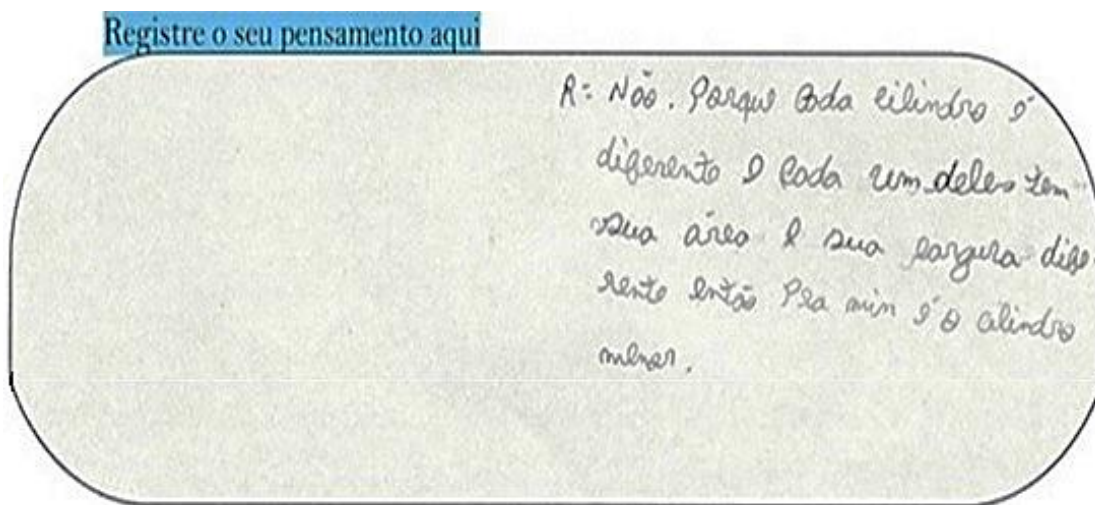 Registre o seu pensamento aqui
R= Não. Porque cada cilindro é
diferente e cada um deles tem
sua área e sua largura dife-
rente então Pra min é o cilindro
menor.